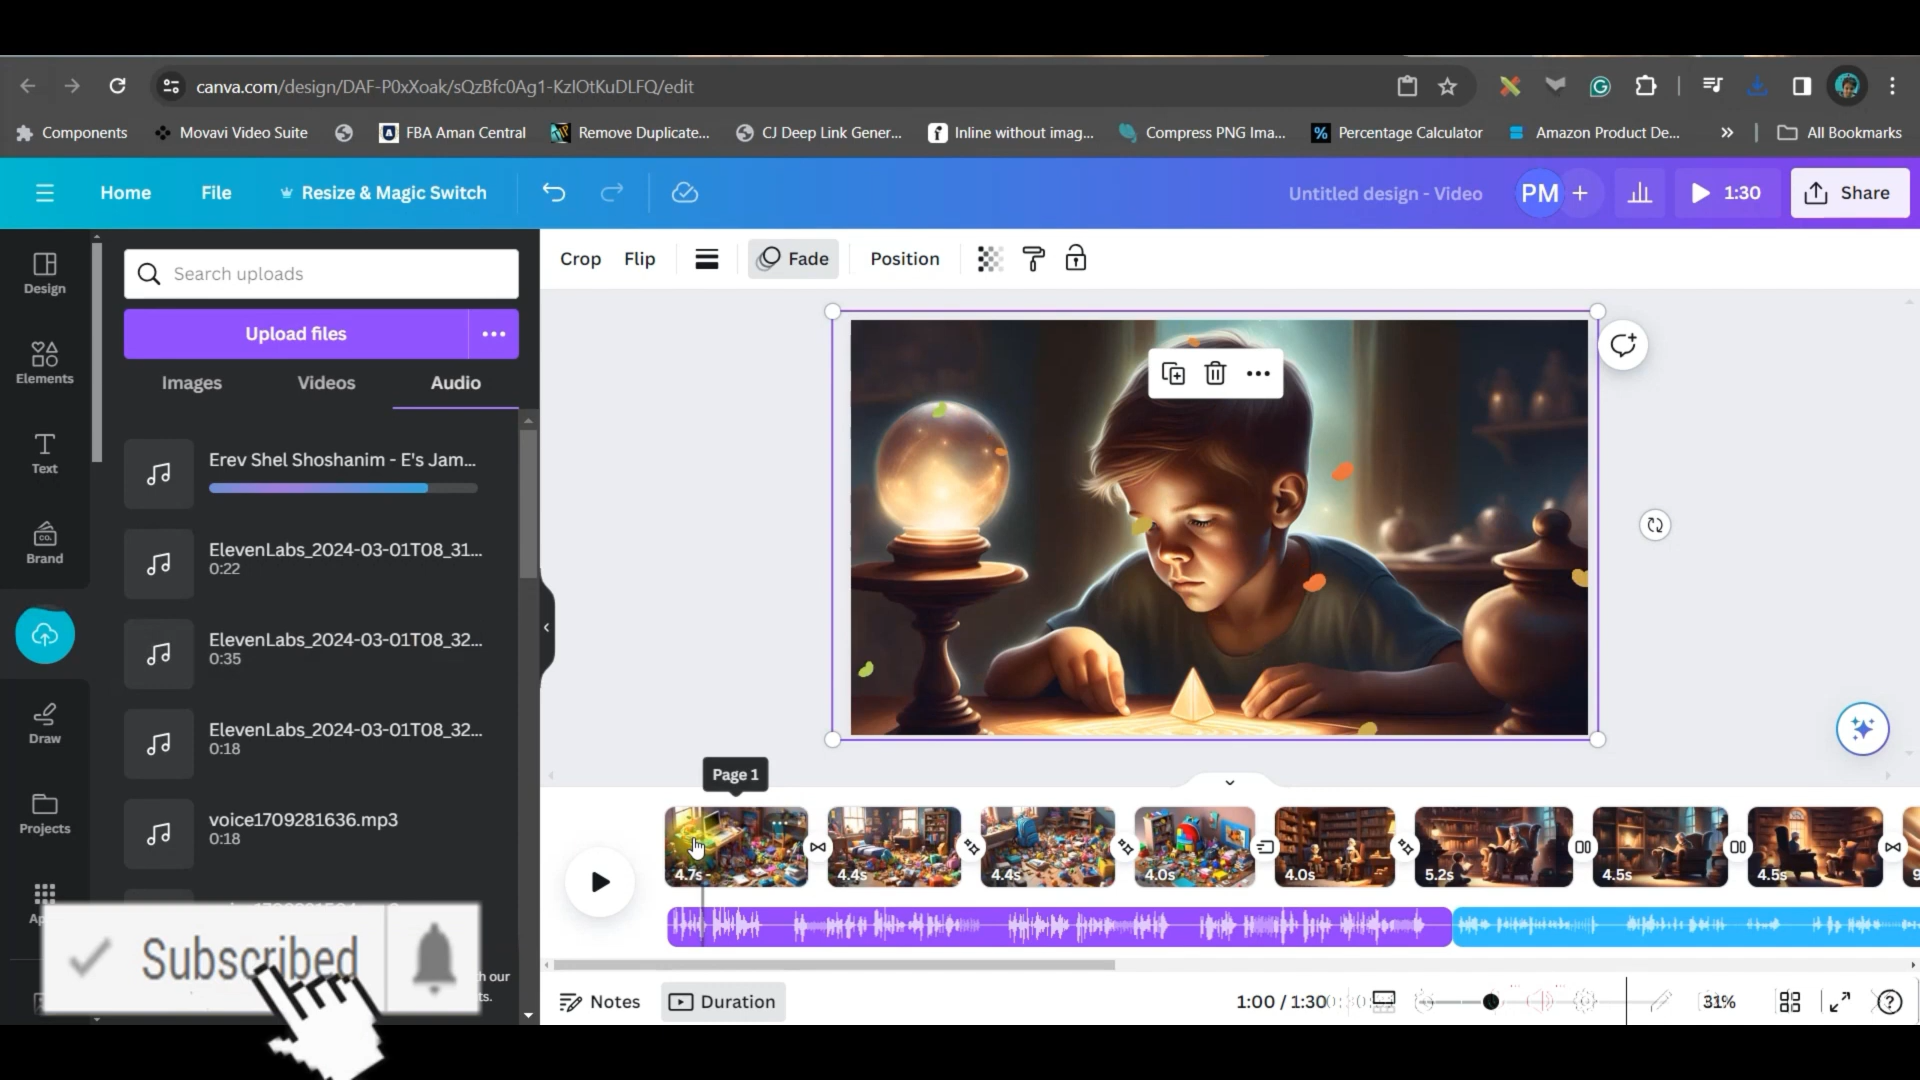 canva.com/design/DAF-P0xXoak/sQzBfc0Ag1-KzIOtKuDLFQ/edit
Components
Movavi Video Suite
FBA Aman Central
Remove Duplicate...
CJ Deep Link Gener...
Inline without imag...
Compress PNG Ima...
Percentage Calculator
Amazon Product De...
All Bookmarks
Home
File
Resize & Magic Switch
Untitled design - Video
PM
1:30
Share
Design
Elements
Text
Brand
Draw
Projects
Search uploads
Upload files
Images
Videos
Audio
Erev Shel Shoshanim - E's Jam...
ElevenLabs_2024-03-01T08_31...
0:22
ElevenLabs_2024-03-01T08_32...
0:35
ElevenLabs_2024-03-01T08_32...
0:18
voice1709281636.mp3
0:18
Crop
Flip
Fade
Position
Page 1
4.7s
4.4s
4.4s
4.0s
4.0s
5.2s
4.5s
4.5s
Subscribed
Notes
Duration
1:00 / 1:30
31%